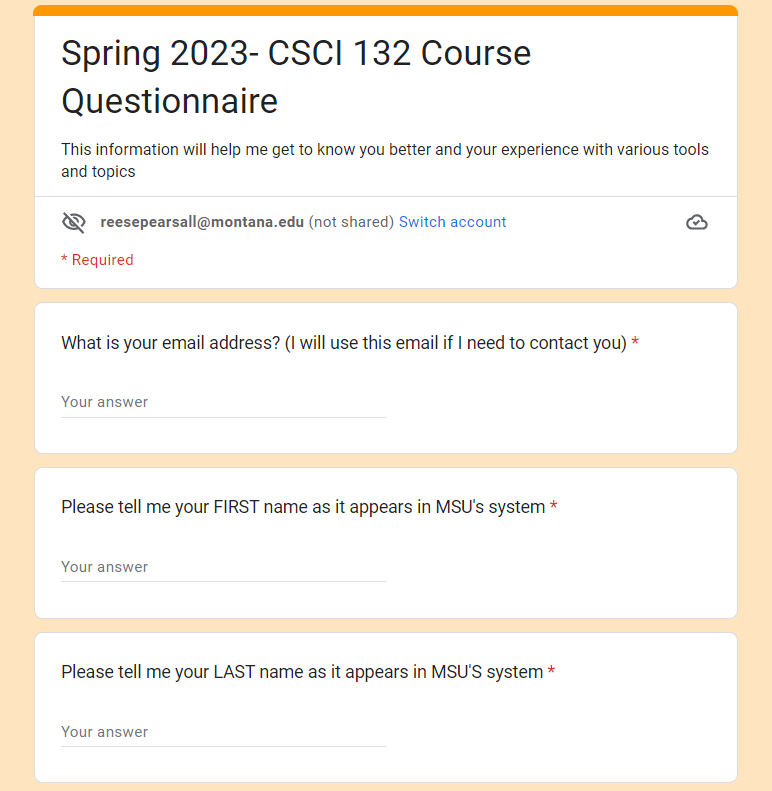 Spring 2023- CSCI 132 Course
Questionnaire
This information will help me get to know you better and your experience with various tools
and topics
reesepearsall@montana.edu (not shared) Switch account
* Required
What is your email address? (I will use this email if I need to contact you) *
Your answer
Please tell me your FIRST name as it appears in MSU's system *
Your answer
Please tell me your LAST name as it appears in MSU'S system *
Your answer